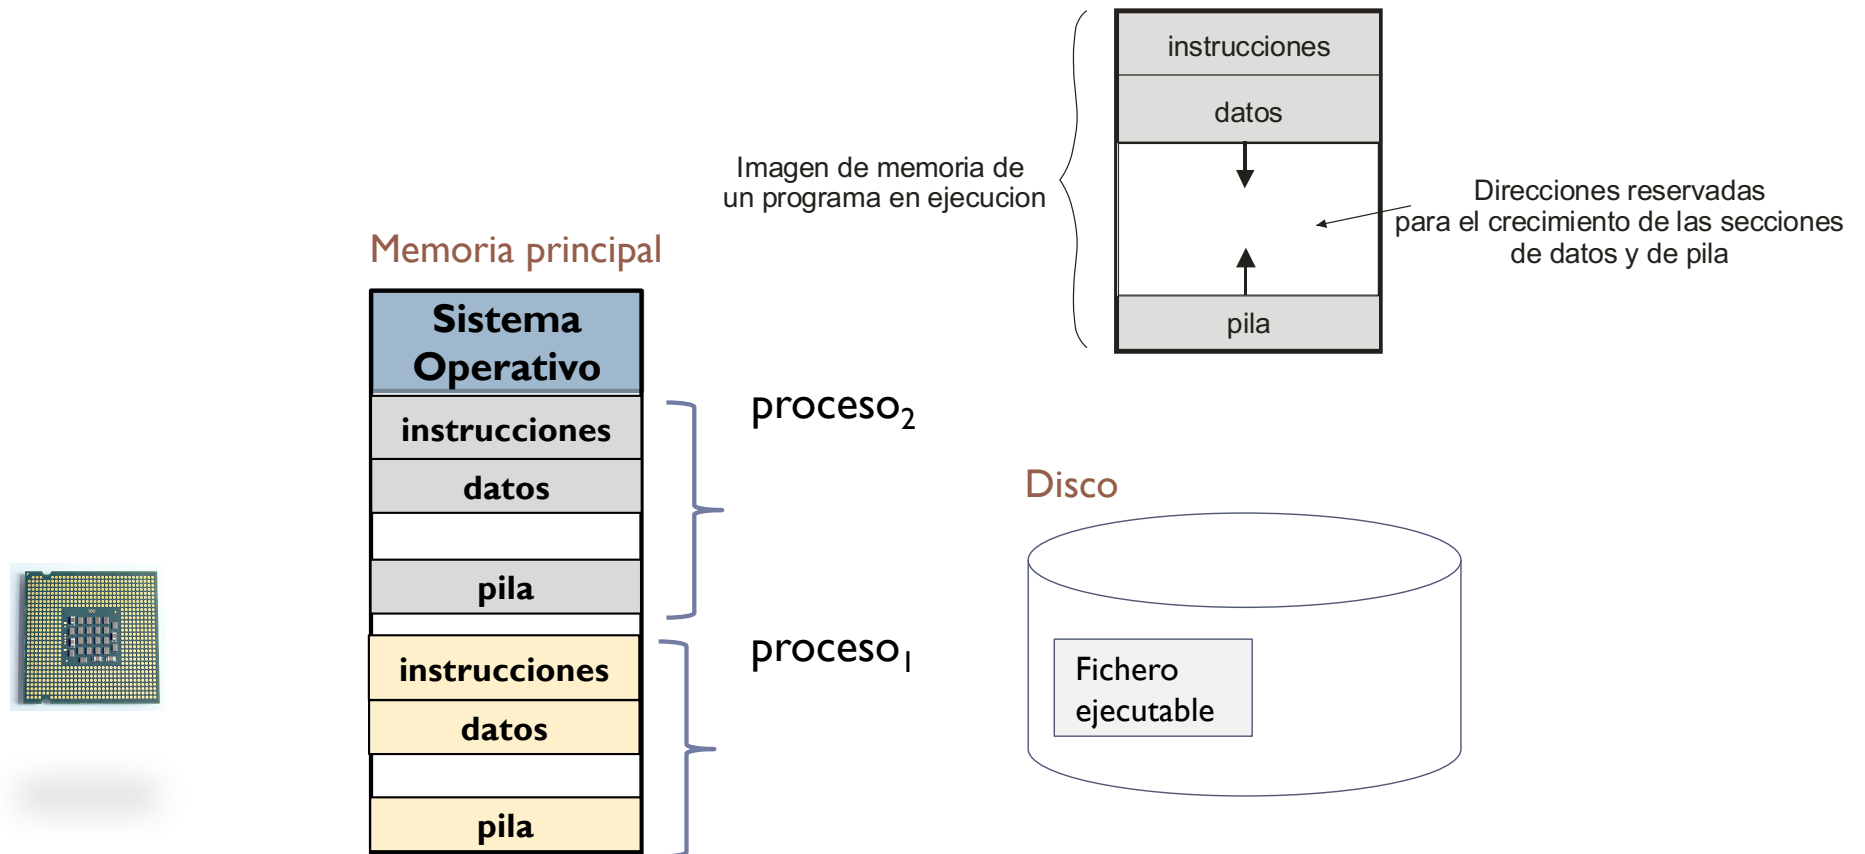 instrucciones
datos
Imagen de memoria de
un programa en ejecucion
Direcciones reservadas
para el crecimiento de las secciones
de datos y de pila
pila
Memoria principal
Sistema
Operativo
instrucciones
datos
pila
proceso2
instrucciones
datos
pila
proceso1
Disco
Fichero
ejecutable